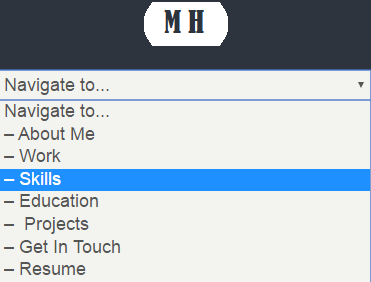 M H
Navigate to...
Navigate to...
– About Me
– Work
– Skills
– Education
–  Projects
– Get In Touch
– Resume